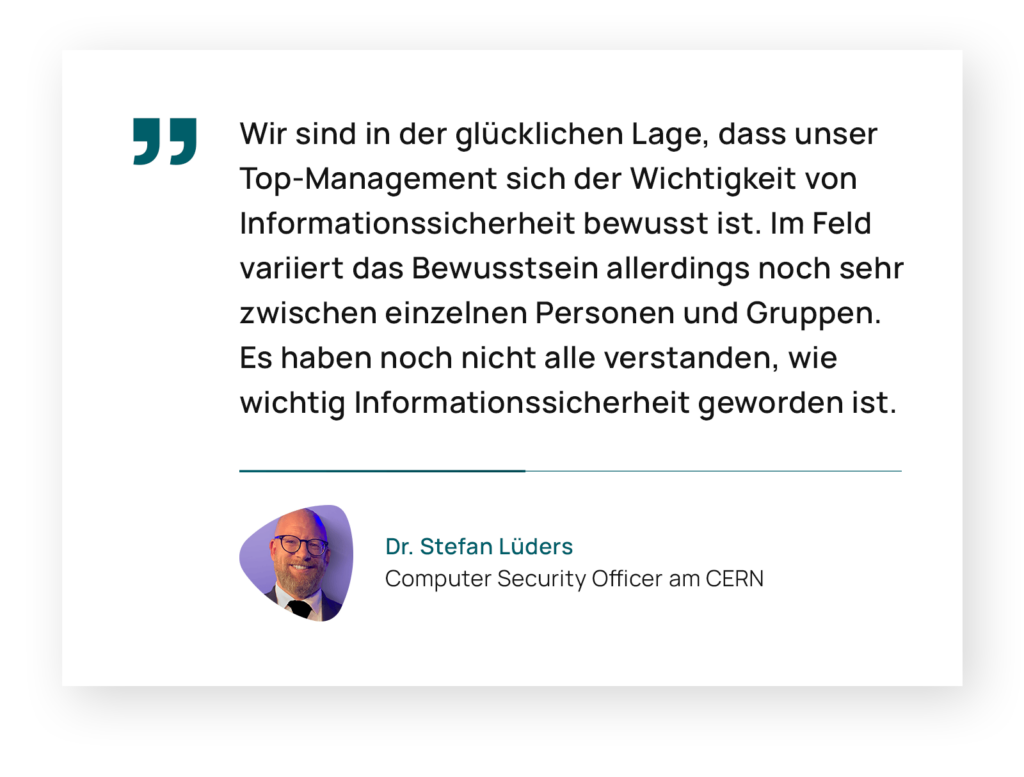 Wir sind in der glücklichen Lage, dass unser
Top-Management sich der Wichtigkeit von
Informationssicherheit bewusst ist. Im Feld
variiert das Bewusstsein allerdings noch sehr
zwischen einzelnen Personen und Gruppen.
Es haben noch nicht alle verstanden, wie
wichtig Informationssicherheit geworden ist.
Dr. Stefan Lüders
Computer Security Officer am CERN